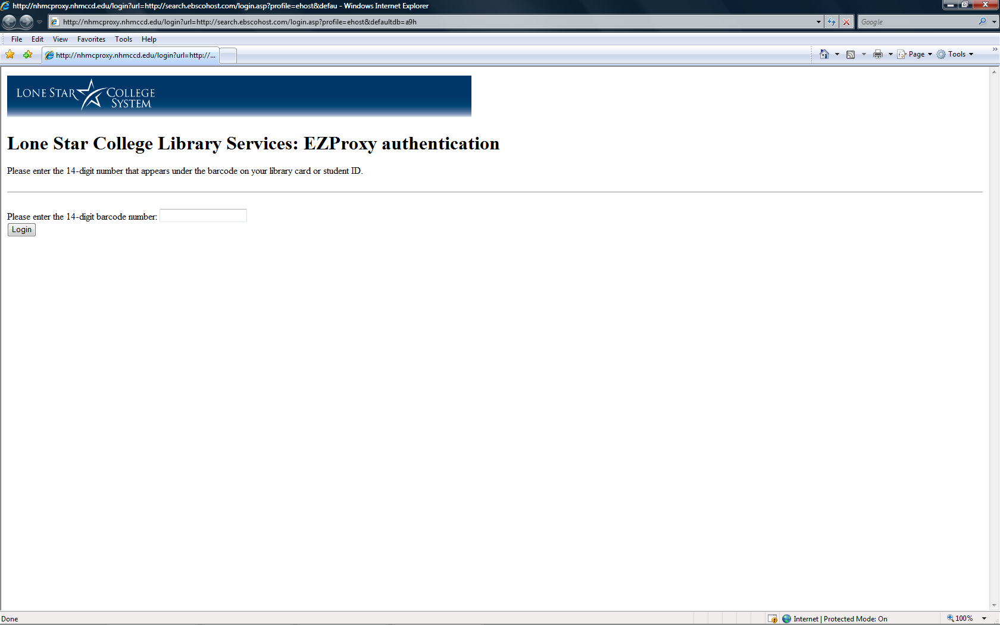 http://nhmcproxy.nhmccd.edu/login?url=http://search.ebscohost.com/login.asp?profile=ehost&defau - Windows Internet Explorer
http://nhmcproxy.nhmccd.edu/login?url=http://search.ebscohost.com/login.asp?profile=ehost&defaultdb=a9h
Google
File Edit View Favorites Tools Help
http://nhmcproxy.nhmccd.edu/login?url=http://...
Page Tools
LONE STAR COLLEGE
SYSTEM
Lone Star College Library Services: EZProxy authentication
Please enter the 14-digit number that appears under the barcode on your library card or student ID.
Please enter the 14-digit barcode number:
Login
Done
Internet | Protected Mode: On
100%